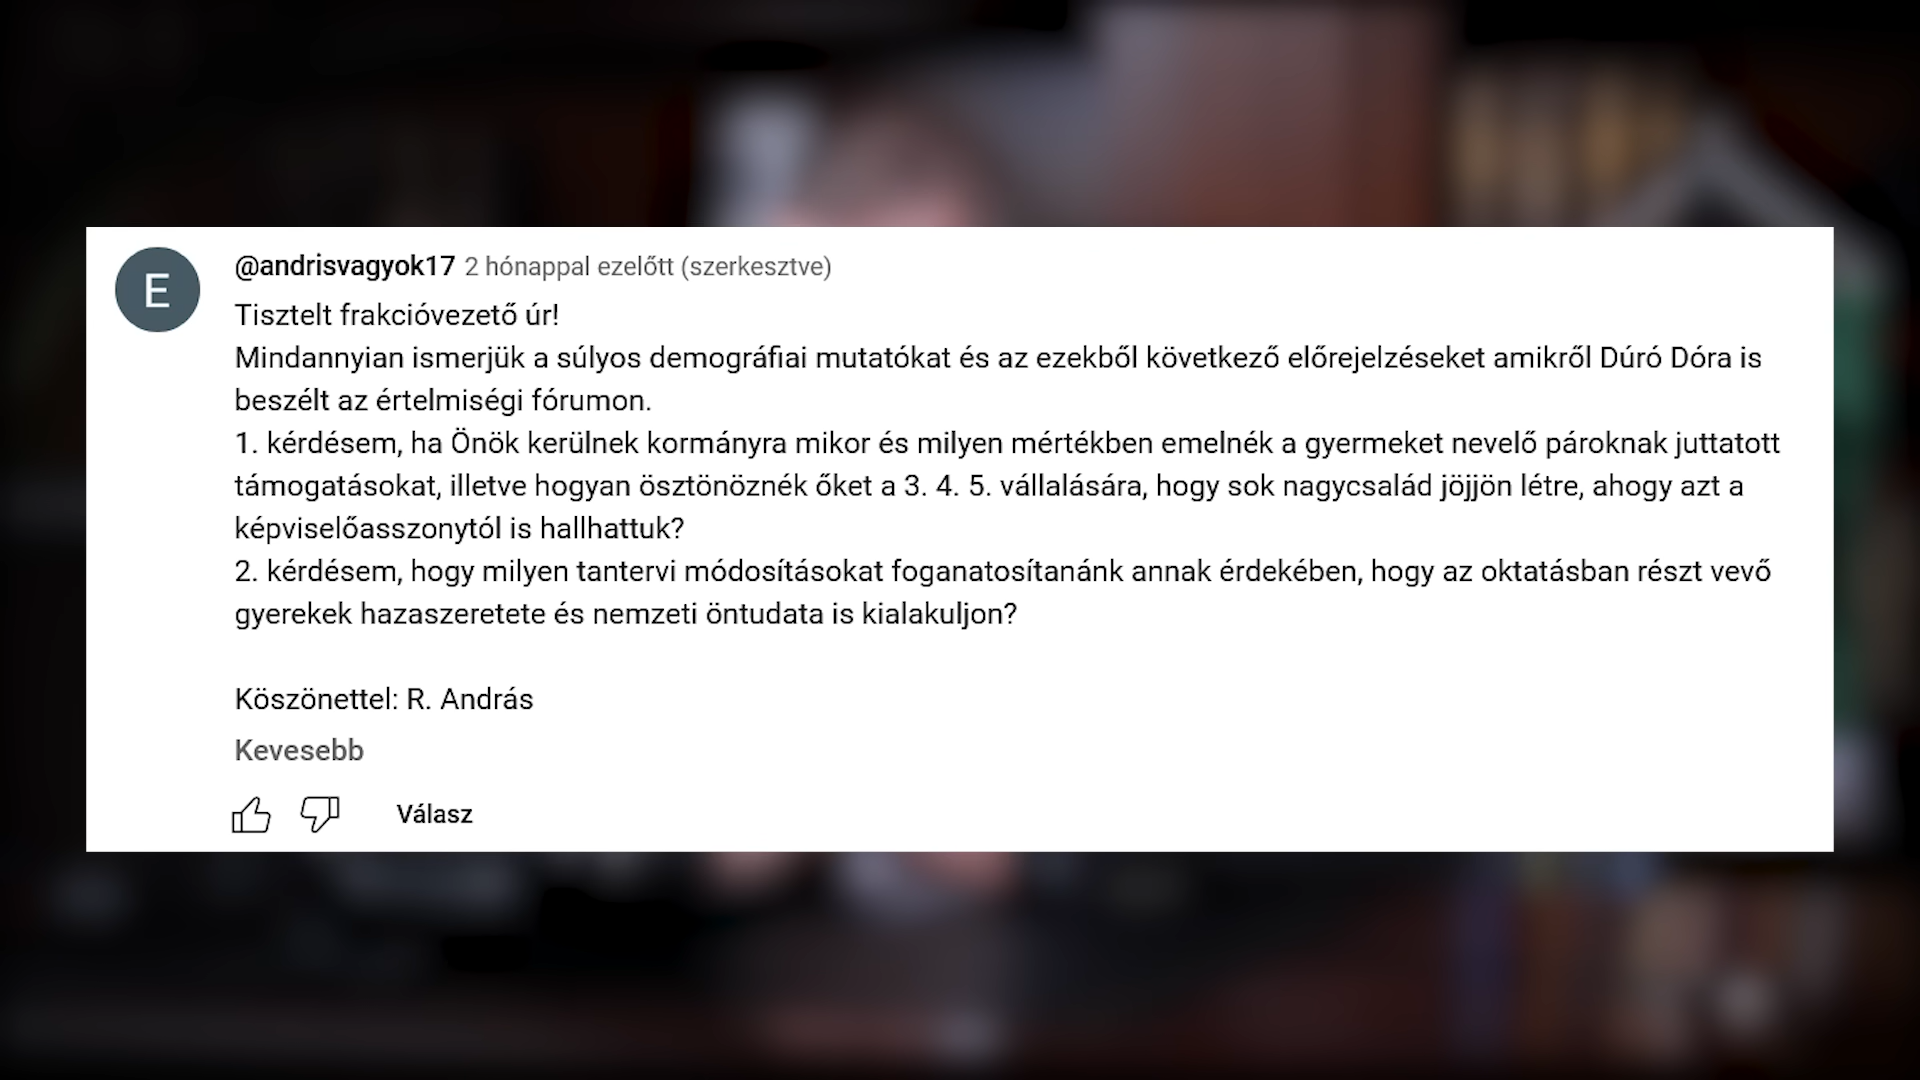 E
@andrisvagyok17 2 hónappal ezelőtt (szerkesztve)
Tisztelt frakcióvezető úr!
Mindannyian ismerjük a súlyos demográfiai mutatókat és az ezekből következő előrejelzéseket amikről Dúró Dóra is
beszélt az értelmiségi fórumon.
1. kérdésem, ha Önök kerülnek kormányra mikor és milyen mértékben emelnék a gyermeket nevelő pároknak juttatott
támogatásokat, illetve hogyan ösztönöznék őket a 3. 4. 5. vállalására, hogy sok nagycsalád jöjjön létre, ahogy azt a
képviselőasszonytól is hallhattuk?
2. kérdésem, hogy milyen tantervi módosításokat foganatosítanánk annak érdekében, hogy az oktatásban részt vevő
gyerekek hazaszeretete és nemzeti öntudata is kialakuljon?
Köszönettel: R. András
Kevesebb
Válasz